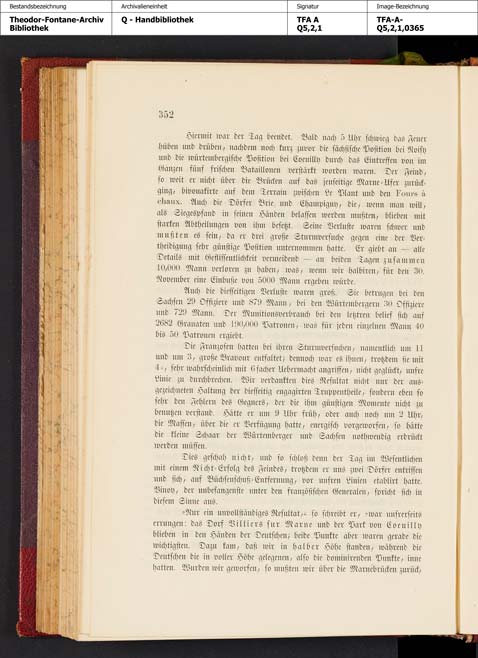 Bestandsbezeichnung
Archivalieneinheit
Signatur
Image-Bezeichnung
Theodor-Fontane-Archiv
Bibliothek
Q - Handbibliothek
TFA A
Q5,2,1
TFA-A-
Q5,2,1,0365
352
Hiermit war der Tag beendet. Bald nach 5 Uhr schwieg das Feuer
hüben und drüben, nachdem noch kurz zuvor die sächsische Position bei Noisy
und die würtembergische Position bei Coeuilly durch das Eintreffen von im
Ganzen fünf frischen Bataillonen verstärkt worden waren. Der Feind,
so weit er nicht über die Brücken auf das jenseitige Marne-Ufer zurück-
ging, bivouakirte auf dem Terrain zwischen Le Plant und den Fours à
chaux. Auch die Dörfer Brie und Champigny, die, wenn man will,
als Siegespfand in seinen Händen belassen werden mußten, blieben mit
starken Abtheilungen von ihm besetzt. Seine Verluste waren schwer und
mußten es sein, da er drei große Sturmversuche gegen eine der Ver-
theidigung sehr günstige Position unternommen hatte. Er giebt an — alle
Details mit Geflissentlichkeit vermeidend — an beiden Tagen zusammen
10,000 Mann verloren zu haben, was, wenn wir halbiren, für den 30.
November eine Einbuße von 5000 Mann ergeben würde.
Auch die diesseitigen Verluste waren groß. Sie betrugen bei den
Sachsen 29 Offiziere und 879 Mann, bei den Würtembergern 30 Offiziere
und 729 Mann. Der Munitionsverbrauch bei den letztren belief sich auf
2682 Granaten und 190,000 Patronen, was für jeden einzelnen Mann 40
bis 50 Patronen ergiebt.
Die Franzosen hatten bei ihren Sturmversuchen, namentlich um 11
und um 3, große Bravour entfaltet; dennoch war es ihnen, trotzdem sie mit
4-, sehr wahrscheinlich mit 6facher Uebermacht angriffen, nicht geglückt, unsre
Linie zu durchbrechen. Wir verdankten dies Resultat nicht nur der aus-
gezeichneten Haltung der diesseitig engagirten Truppentheile, sondern eben so
sehr den Fehlern des Gegners, der die ihm günstigen Momente nicht zu
benutzen verstand. Hätte er um 9 Uhr früh, oder auch noch um 2 Uhr,
die Massen, über die er Verfügung hatte, energisch vorgeworfen, so hätte
die kleine Schaar der Würtemberger und Sachsen nothwendig erdrückt
werden müssen.
Dies geschah nicht, und so schloß denn der Tag im Wesentlichen
mit einem Nicht-Erfolg des Feindes, trotzdem er uns zwei Dörfer entrissen
und sich, auf Büchsenschuß-Entfernung, vor unsren Linien etablirt hatte.
Vinoy, der unbefangenste unter den französischen Generalen, spricht sich in
diesem Sinne aus.
»Nur ein unvollständiges Resultat,« so schreibt er, »war unsrerseits
errungen: das Dorf Villiers sur Marne und der Park von Coeuilly
blieben in den Händen der Deutschen; beide Punkte aber waren gerade die
wichtigsten. Dazu kam, daß wir in halber Höhe standen, während die
Deutschen die in voller Höhe gelegenen, also die dominirenden Punkte, inne
hatten. Wurden wir geworfen, so mußten wir über die Marnebrücken zurück,